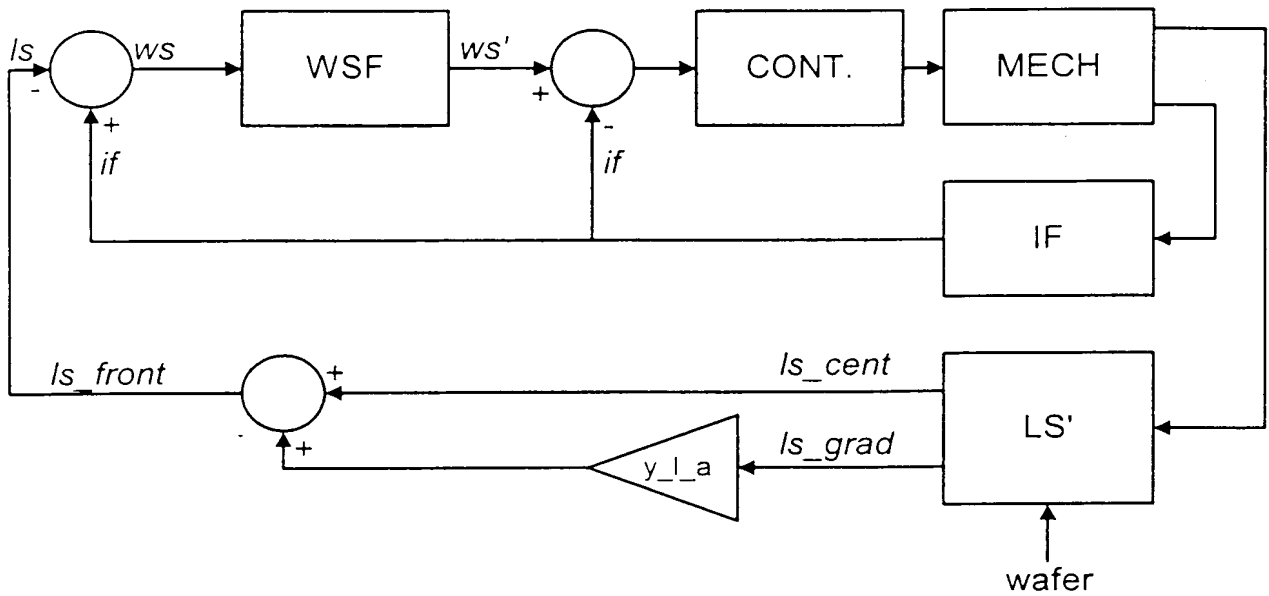 ls
ws
WSF
ws'
CONT.
MECH
-
+
+
-
if
if
IF
ls_front
+
ls_cent
LS'
-
+
y_l_a
ls_grad
wafer